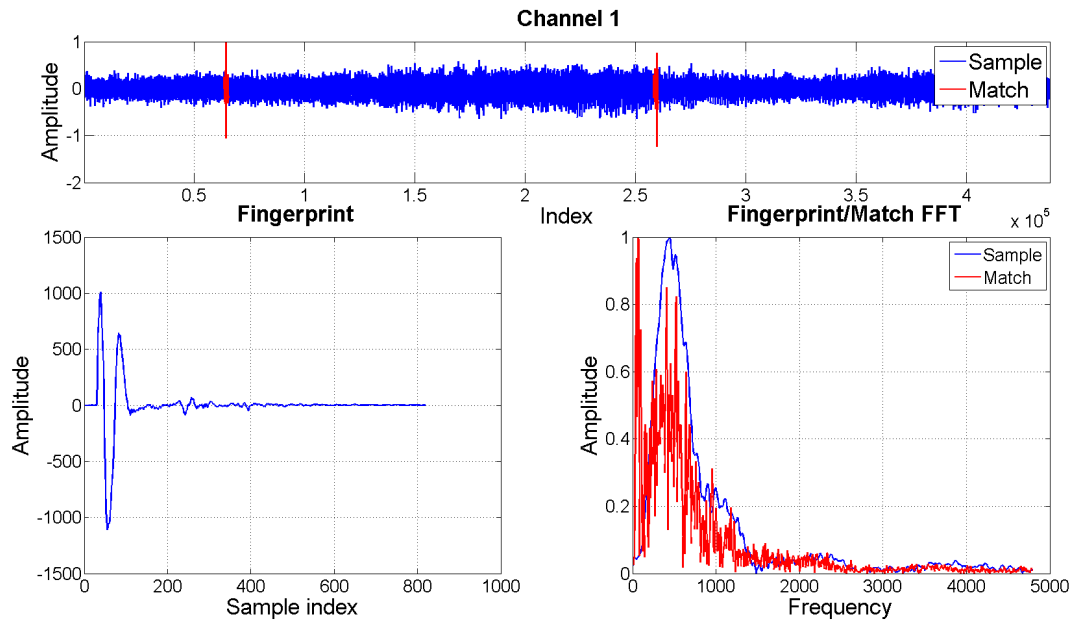 Channel 1
Amplitude
1
0
-1
-2
Sample
Match
0.5
1
1.5
2
2.5
3
3.5
4
x 10^5
Index
Fingerprint
Amplitude
1500
1000
500
0
-500
-1000
-1500
0
200
400
600
800
1000
Sample index
Fingerprint/Match FFT
Amplitude
1
0.8
0.6
0.4
0.2
0
Sample
Match
0
1000
2000
3000
4000
5000
Frequency